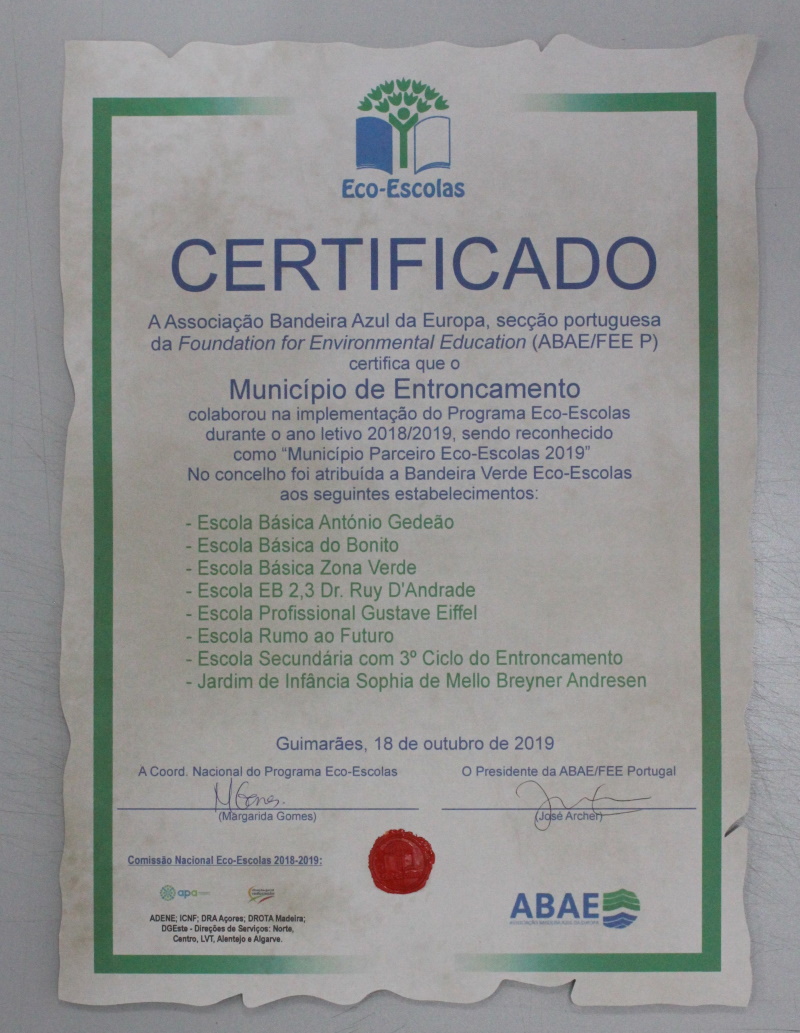 Eco-Escolas
CERTIFICADO
A Associação Bandeira Azul da Europa, secção portuguesa
da Foundation for Environmental Education (ABAE/FEE P)
certifica que o
Município de Entroncamento
colaborou na implementação do Programa Eco-Escolas
durante o ano letivo 2018/2019, sendo reconhecido
como “Município Parceiro Eco-Escolas 2019”
No concelho foi atribuída a Bandeira Verde Eco-Escolas
aos seguintes estabelecimentos:
- Escola Básica António Gedeão
- Escola Básica do Bonito
- Escola Básica Zona Verde
- Escola EB 2,3 Dr. Ruy D'Andrade
- Escola Profissional Gustave Eiffel
- Escola Rumo ao Futuro
- Escola Secundária com 3º Ciclo do Entroncamento
- Jardim de Infância Sophia de Mello Breyner Andresen
Guimarães, 18 de outubro de 2019
A Coord. Nacional do Programa Eco-Escolas
O Presidente da ABAE/FEE Portugal
(Margarida Gomes)
(José Archer)
Comissão Nacional Eco-Escolas 2018-2019:
apa
ADENE; ICNF; DRA Açores; DROTA Madeira;
DGEste - Direções de Serviços: Norte,
Centro, LVT, Alentejo e Algarve.
ABAE
ASSOCIAÇÃO BANDEIRA AZUL DA EUROPA